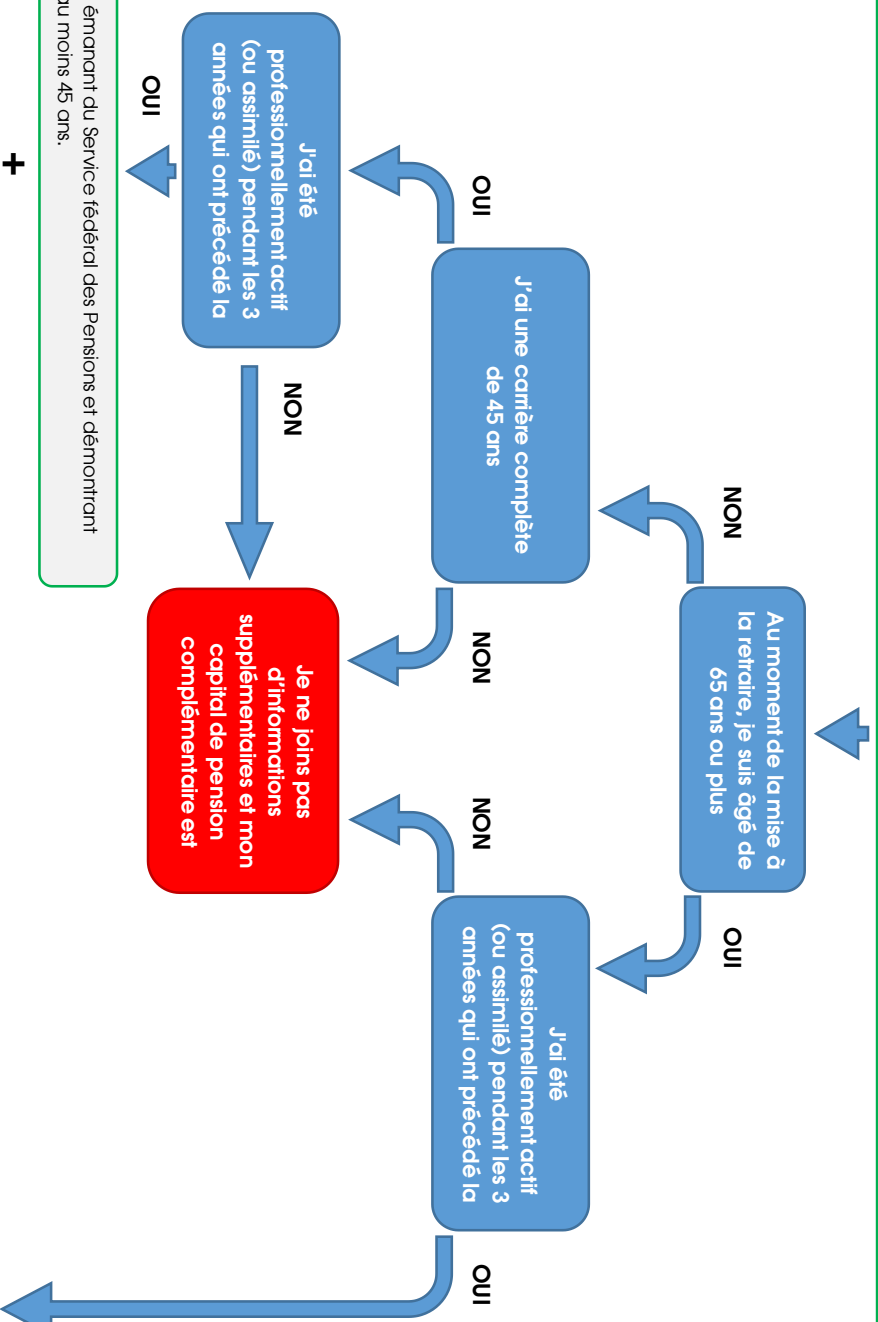 Au moment de la mise à
la retraire, je suis âgé de
65 ans ou plus
NON
OUI
J'ai une carrière complète
de 45 ans
J'ai été
professionnellement actif
(ou assimilé) pendant les 3
années qui ont précédé la
OUI
NON
NON
OUI
J'ai été
professionnellement actif
(ou assimilé) pendant les 3
années qui ont précédé la
NON
Je ne joins pas
d'informations
supplémentaires et mon
capital de pension
complémentaire est
OUI
émanant du Service fédéral des Pensions et démontrant
au moins 45 ans.
+